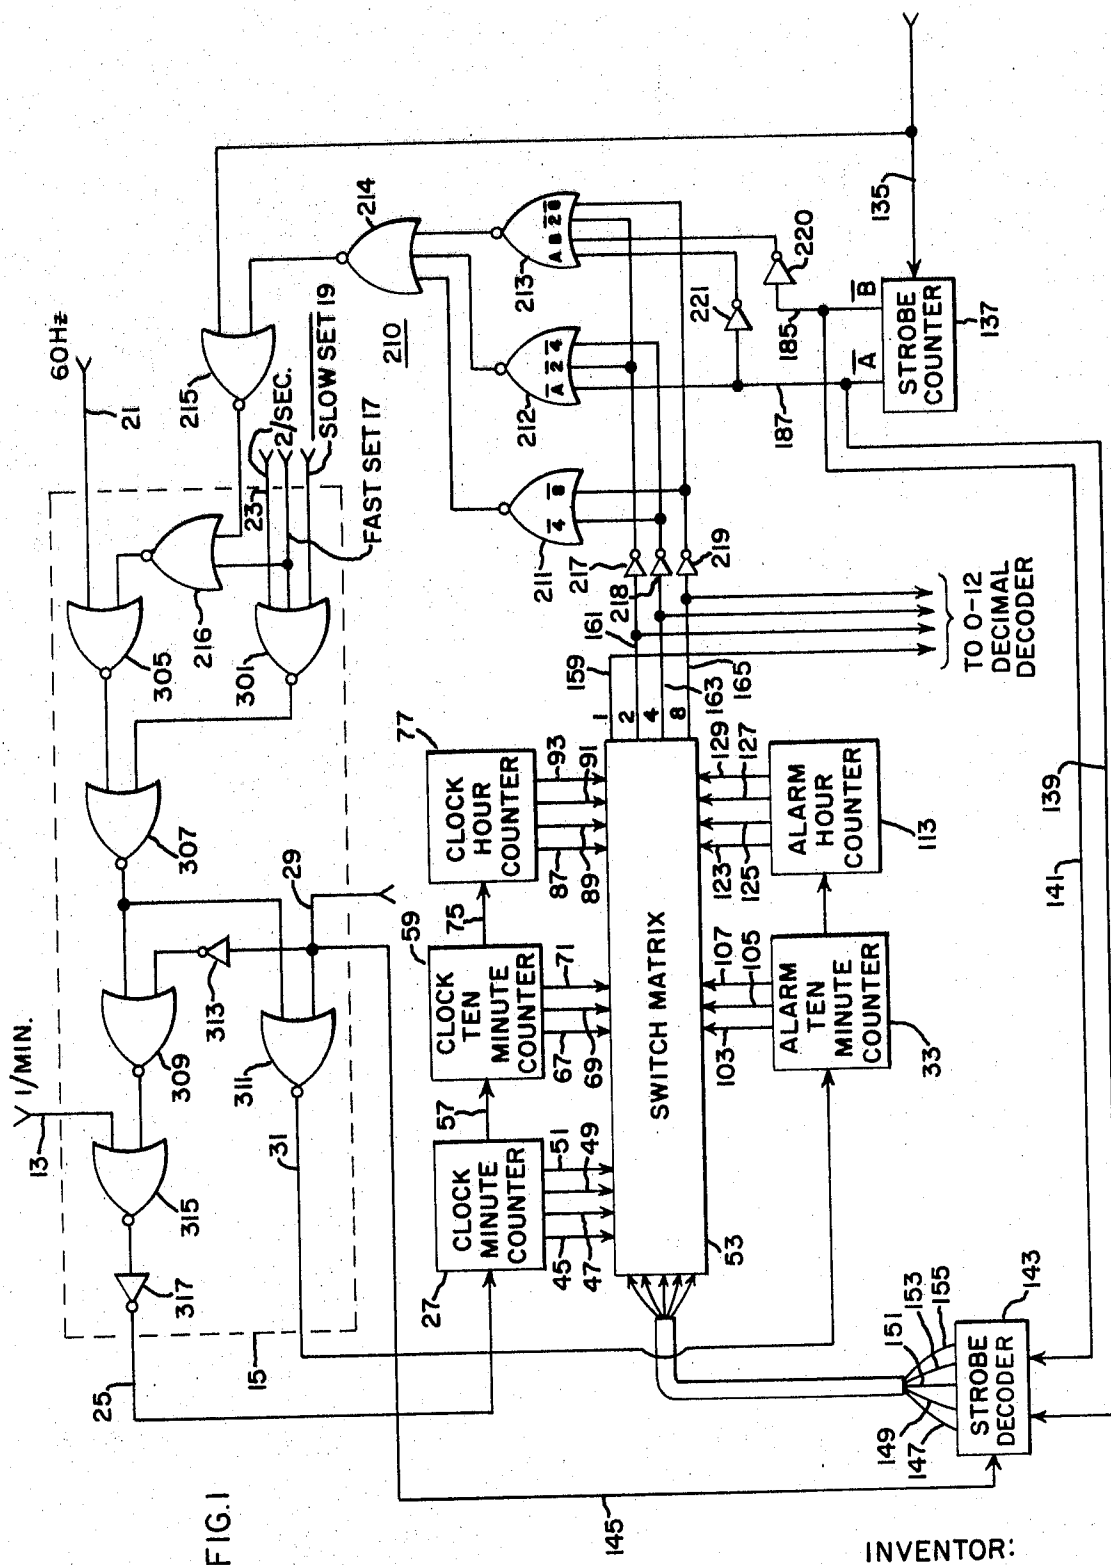 FIG.1
60Hz
21
1/MIN.
13
15
25
317
315
309
313
311
31
29
307
305
301
216
23
2/SEC.
SLOW SET 19
FAST SET 17
215
214
210
213
A B 2 8
212
A 2 4
211
4 8
217
218
219
221
220
185
187
135
A
B
STROBE
COUNTER
137
139
141
TO 0-12
DECIMAL
DECODER
159
161
163
165
1
2
4
8
77
CLOCK
HOUR
COUNTER
87
89
91
93
75
59
CLOCK
TEN
MINUTE
COUNTER
67
69
71
57
27
CLOCK
MINUTE
COUNTER
45
47
49
51
SWITCH MATRIX
53
103
105
107
ALARM
TEN
MINUTE
COUNTER
33
123
125
127
129
ALARM
HOUR
COUNTER
113
145
147
149
151
153
155
143
STROBE
DECODER
INVENTOR: